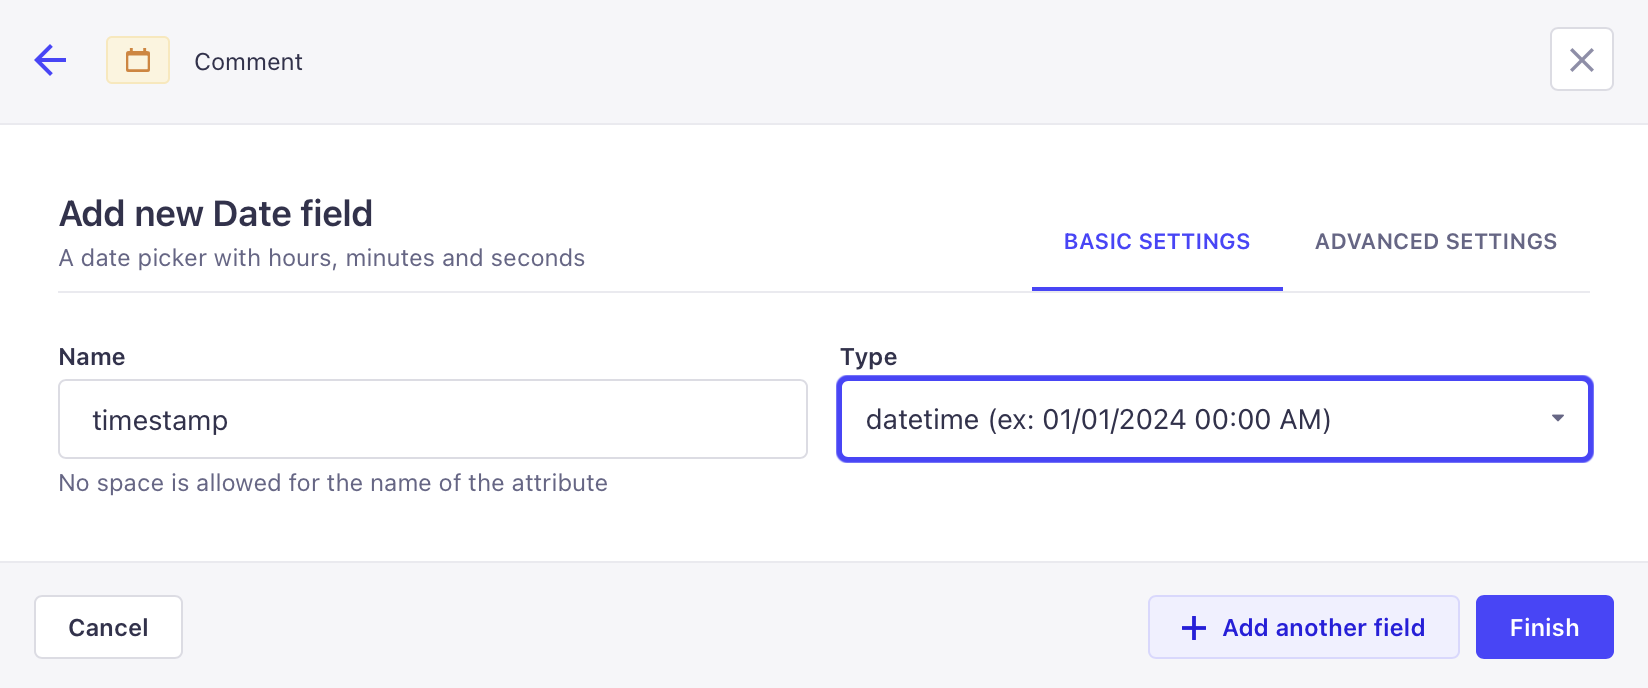 Comment
Add new Date field
A date picker with hours, minutes and seconds
BASIC SETTINGS
ADVANCED SETTINGS
Name
Type
timestamp
datetime (ex: 01/01/2024 00:00 AM)
No space is allowed for the name of the attribute
Cancel
Add another field
Finish